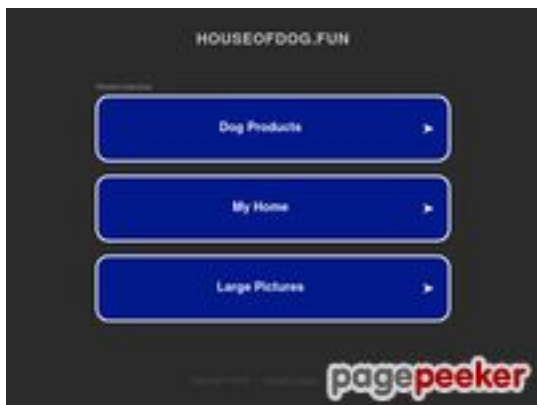 HOUSEOFDOG.FUN
Dog Products
My Home
Large Pictures
pagepeeker